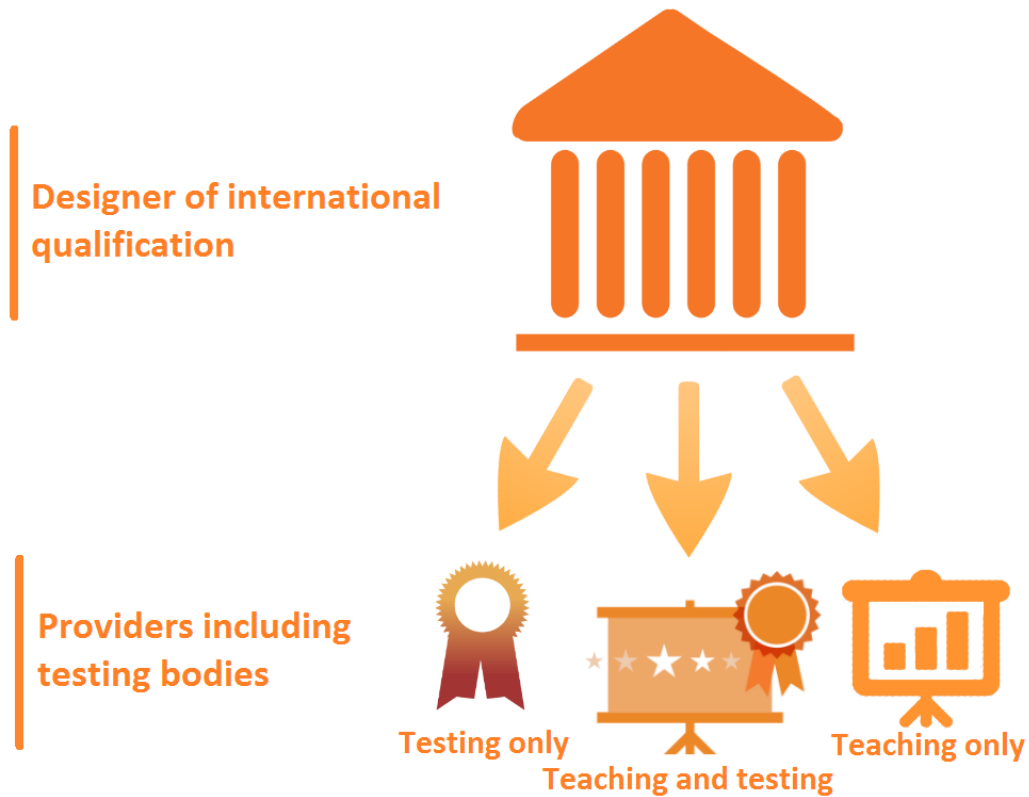 Designer of international
qualification
Providers including
testing bodies
Testing only
Teaching and testing
Teaching only